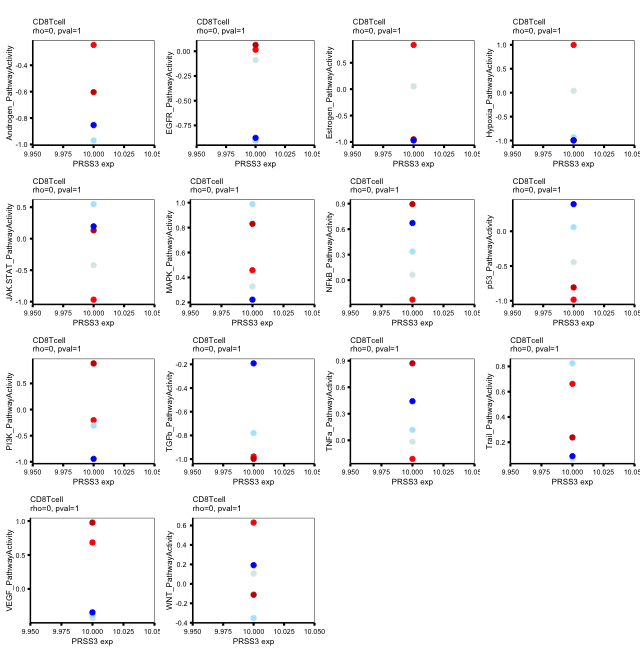 CD8Tcell
rho=0, pval=1
Androgen_PathwayActivity
-0.4
-0.6
-0.8
-1.0
9.950 9.975 10.000 10.025 10.05
PRSS3 exp
CD8Tcell
rho=0, pval=1
EGFR_PathwayActivity
0.00
-0.25
-0.50
-0.75
9.950 9.975 10.000 10.025 10.05
PRSS3 exp
CD8Tcell
rho=0, pval=1
Estrogen_PathwayActivity
0.5
0.0
-0.5
-1.0
9.950 9.975 10.000 10.025 10.05
PRSS3 exp
CD8Tcell
rho=0, pval=1
Hypoxia_PathwayActivity
1.0
0.5
0.0
-0.5
-1.0
9.950 9.975 10.000 10.025 10.05
PRSS3 exp
CD8Tcell
rho=0, pval=1
JAK.STAT_PathwayActivity
0.5
0.0
-0.5
-1.0
9.950 9.975 10.000 10.025 10.05
PRSS3 exp
CD8Tcell
rho=0, pval=1
MAPK_PathwayActivity
1.0
0.8
0.6
0.4
0.2
9.950 9.975 10.000 10.025 10.05
PRSS3 exp
CD8Tcell
rho=0, pval=1
NFkB_PathwayActivity
0.9
0.6
0.3
0.0
9.950 9.975 10.000 10.025 10.05
PRSS3 exp
CD8Tcell
rho=0, pval=1
p53_PathwayActivity
0.0
-0.5
-1.0
9.950 9.975 10.000 10.025 10.05
PRSS3 exp
CD8Tcell
rho=0, pval=1
PI3K_PathwayActivity
0.5
0.0
-0.5
-1.0
9.950 9.975 10.000 10.025 10.05
PRSS3 exp
CD8Tcell
rho=0, pval=1
TGFb_PathwayActivity
-0.2
-0.4
-0.6
-0.8
-1.0
9.950 9.975 10.000 10.025 10.05
PRSS3 exp
CD8Tcell
rho=0, pval=1
TNFa_PathwayActivity
0.9
0.6
0.3
0.0
9.950 9.975 10.000 10.025 10.05
PRSS3 exp
CD8Tcell
rho=0, pval=1
Trail_PathwayActivity
0.8
0.6
0.4
0.2
9.950 9.975 10.000 10.025 10.05
PRSS3 exp
CD8Tcell
rho=0, pval=1
VEGF_PathwayActivity
1.0
0.5
0.0
9.950 9.975 10.000 10.025 10.05
PRSS3 exp
CD8Tcell
rho=0, pval=1
WNT_PathwayActivity
0.6
0.4
0.2
0.0
-0.2
-0.4
9.950 9.975 10.000 10.025 10.050
PRSS3 exp